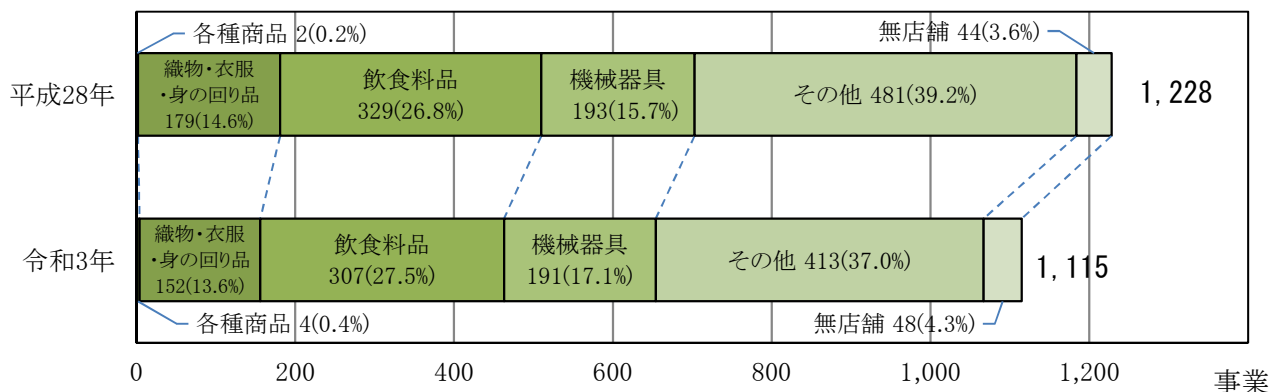 各種商品 2(0.2%)
無店舗 44(3.6%)
平成28年
織物・衣服
・身の回り品
179(14.6%)
飲食料品
329(26.8%)
機械器具
193(15.7%)
その他 481(39.2%)
1,228
令和3年
織物・衣服
・身の回り品
152(13.6%)
飲食料品
307(27.5%)
機械器具
191(17.1%)
その他 413(37.0%)
1,115
各種商品 4(0.4%)
無店舗 48(4.3%)
0 200 400 600 800 1,000 1,200
事業